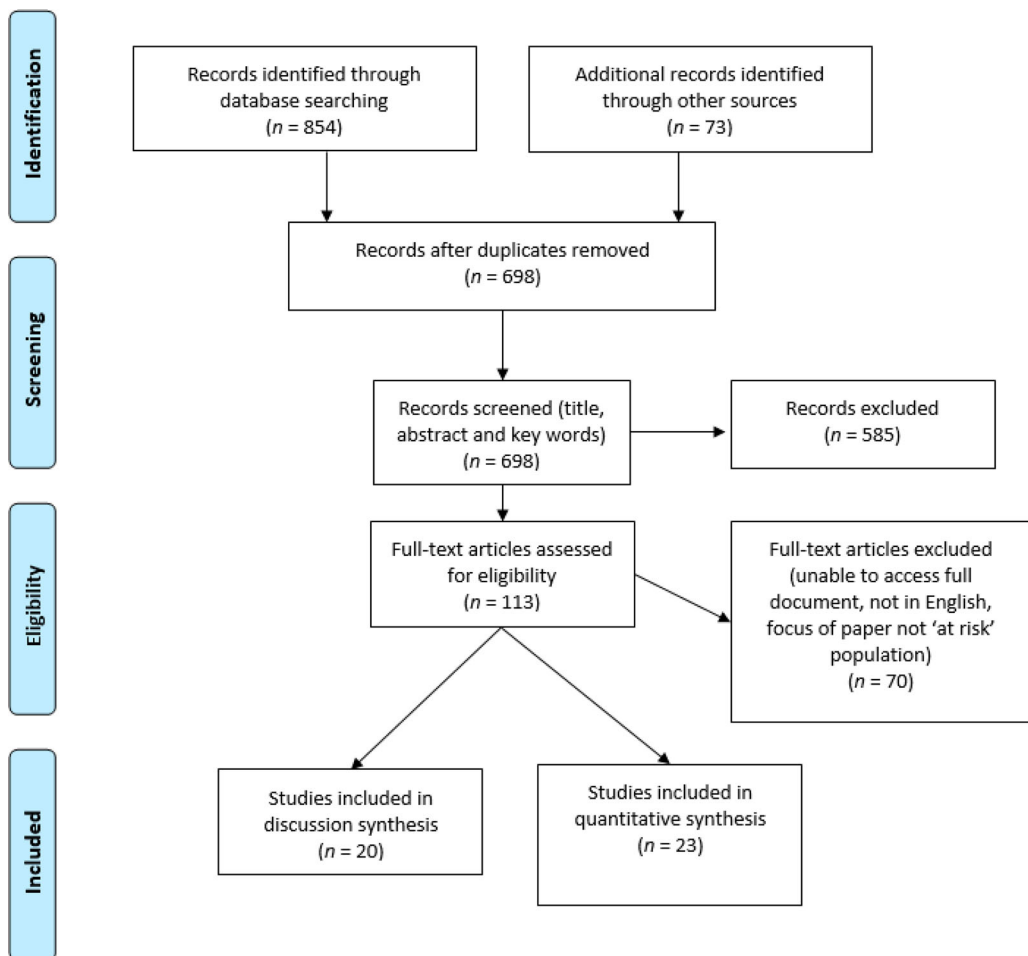 Identification
Records identified through
database searching
(n = 854)
Additional records identified
through other sources
(n = 73)
Screening
Records after duplicates removed
(n = 698)
Records screened (title,
abstract and key words)
(n = 698)
Records excluded
(n = 585)
Eligibility
Full-text articles assessed
for eligibility
(n = 113)
Full-text articles excluded
(unable to access full
document, not in English,
focus of paper not ‘at risk’
population)
(n = 70)
Included
Studies included in
discussion synthesis
(n = 20)
Studies included in
quantitative synthesis
(n = 23)